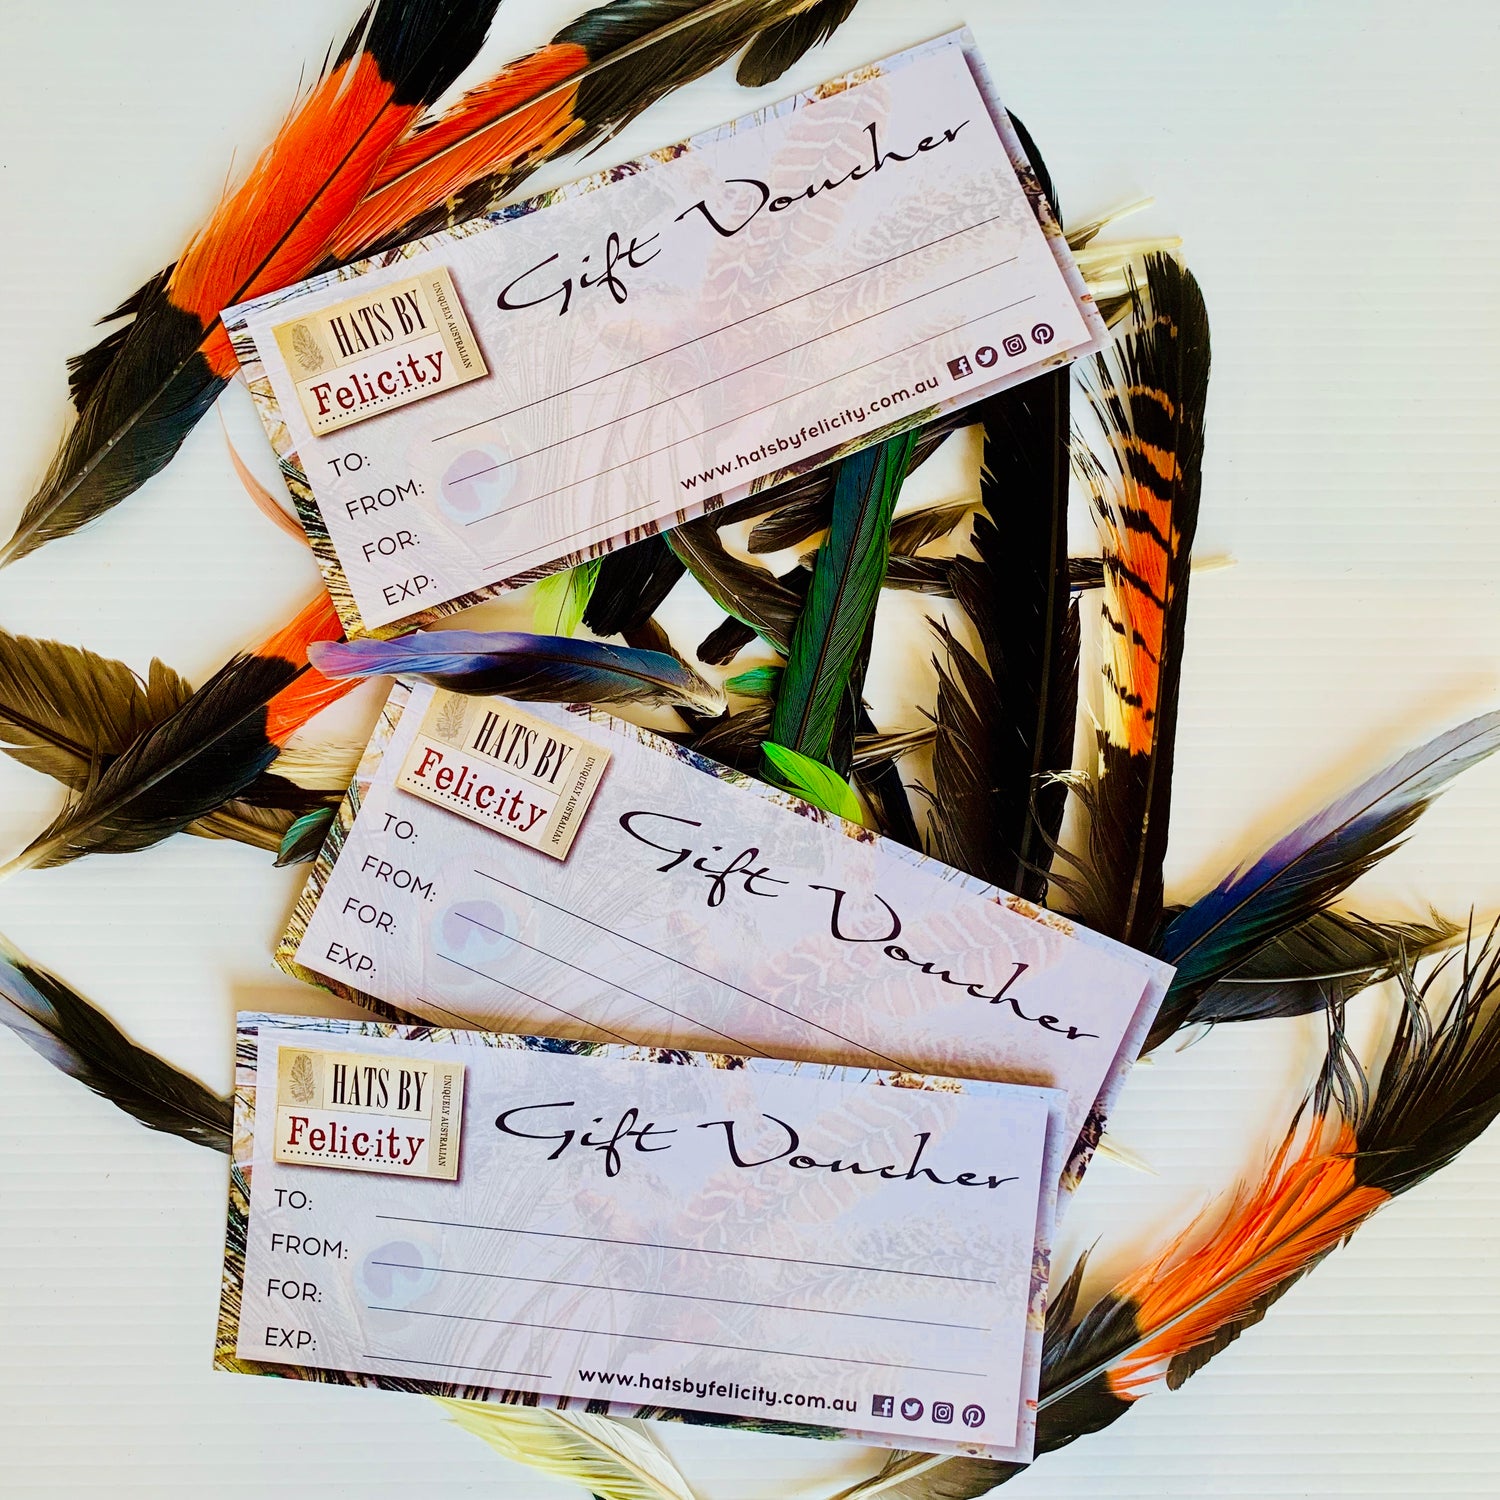 Gift Voucher
HATS BY
Felicity
UNIQUELY AUSTRALIAN
TO:
FROM:
FOR:
EXP:
www.hatsbyfelicity.com.au
HATS BY
Felicity
UNIQUELY AUSTRALIAN
Gift Voucher
TO:
FROM:
FOR:
EXP:
HATS BY
Felicity
UNIQUELY AUSTRALIAN
Gift Voucher
TO:
FROM:
FOR:
EXP:
www.hatsbyfelicity.com.au